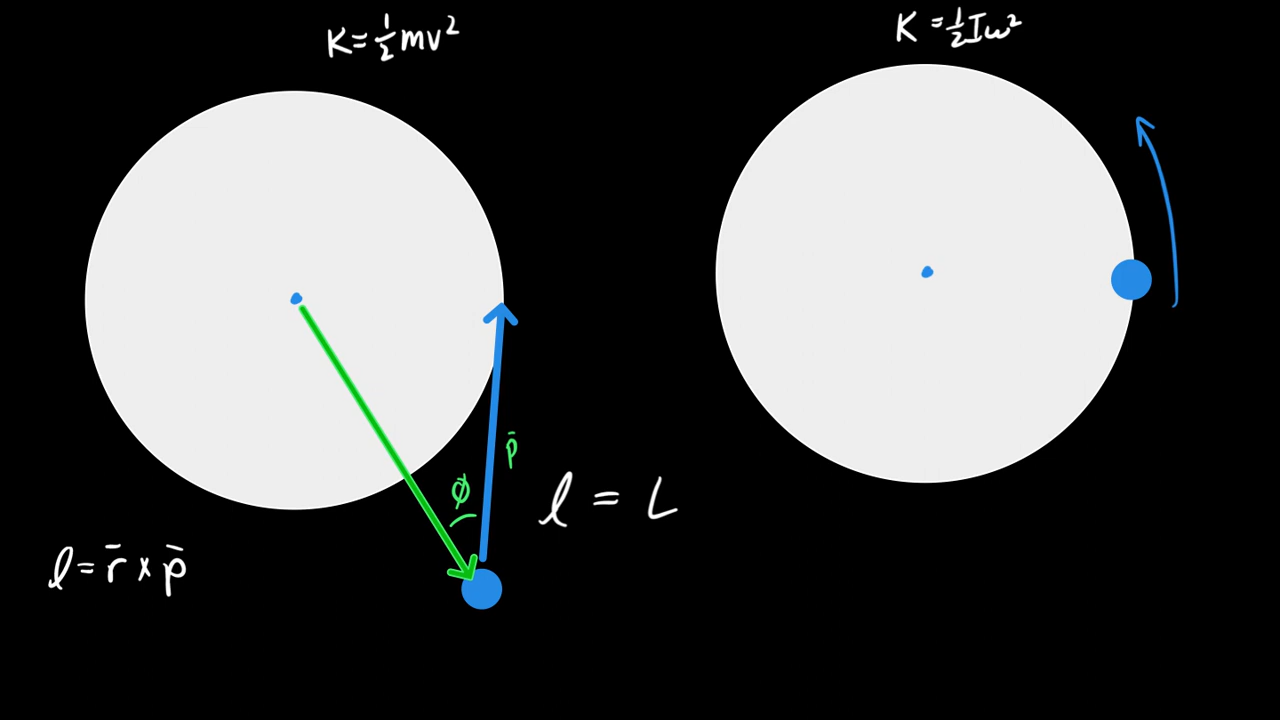 K = ½mv²
K = ½Iω²
p̄
ϕ
l = L
l = r̄ × p̄